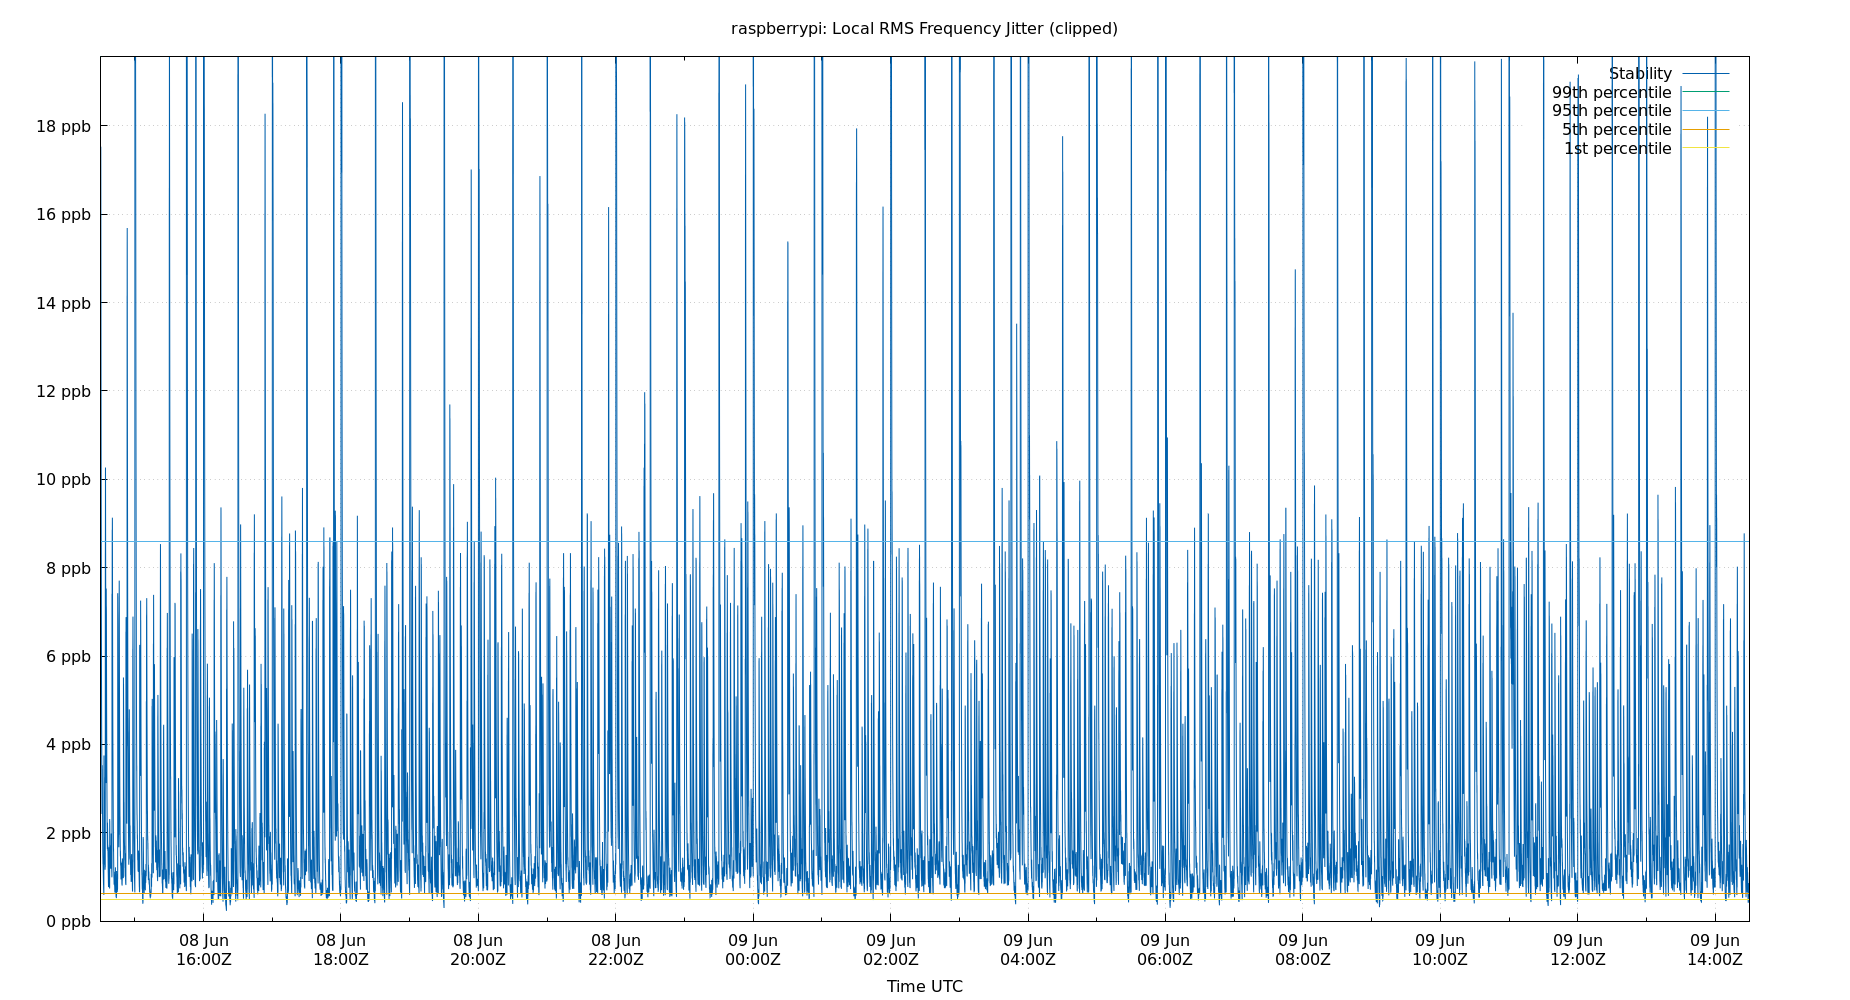 raspberrypi: Local RMS Frequency Jitter (clipped)
Stability
99th percentile
95th percentile
5th percentile
1st percentile
18 ppb
16 ppb
14 ppb
12 ppb
10 ppb
8 ppb
6 ppb
4 ppb
2 ppb
0 ppb
08 Jun 08 Jun 08 Jun 08 Jun 09 Jun 09 Jun 09 Jun 09 Jun 09 Jun 09 Jun 09 Jun 09 Jun
16:00Z 18:00Z 20:00Z 22:00Z 00:00Z 02:00Z 04:00Z 06:00Z 08:00Z 10:00Z 12:00Z 14:00Z
Time UTC